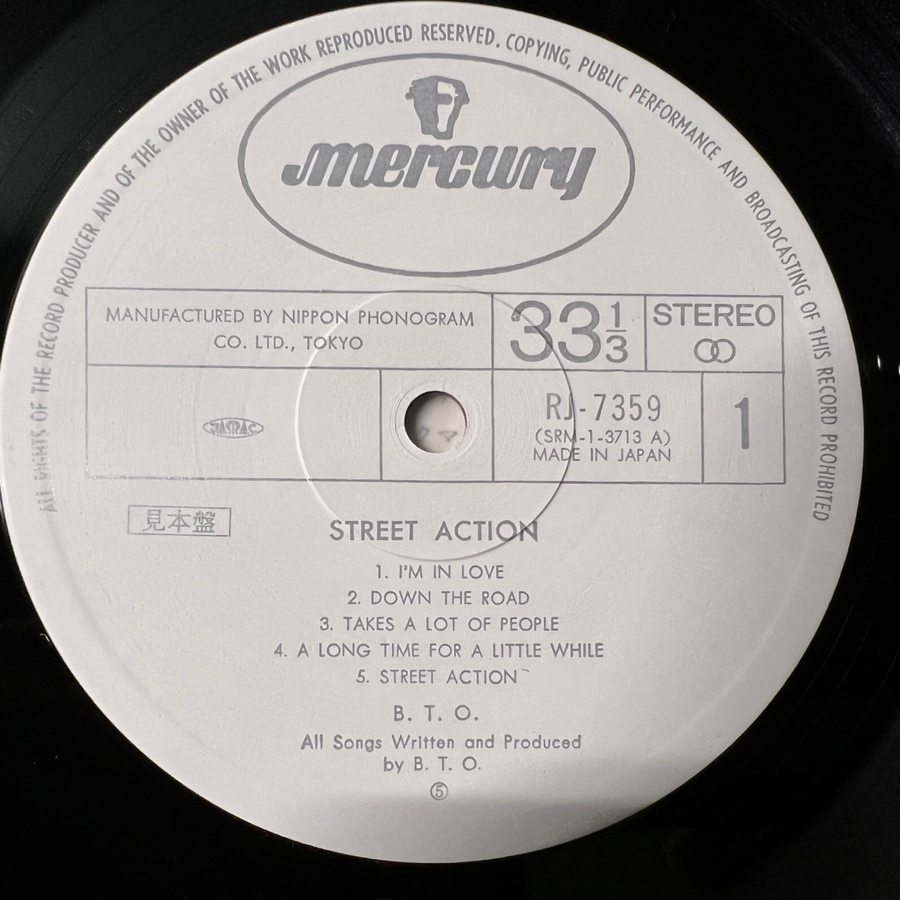 ALL RIGHTS OF THE RECORD PRODUCER AND OF THE OWNER OF THE WORK REPRODUCED RESERVED. COPYING, PUBLIC PERFORMANCE AND BROADCASTING OF THIS RECORD PROHIBITED
mercury
MANUFACTURED BY NIPPON PHONOGRAM
CO. LTD., TOKYO
33 1/3
STEREO
JASRAC
RJ-7359
(SRM-1-3713 A)
MADE IN JAPAN
1
見本盤
STREET ACTION
1. I'M IN LOVE
2. DOWN THE ROAD
3. TAKES A LOT OF PEOPLE
4. A LONG TIME FOR A LITTLE WHILE
5. STREET ACTION
B. T. O.
All Songs Written and Produced
by B. T. O.
⑤